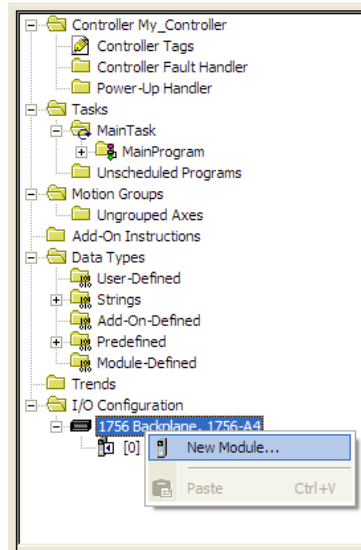 Controller My_Controller
Controller Tags
Controller Fault Handler
Power-Up Handler
Tasks
MainTask
MainProgram
Unscheduled Programs
Motion Groups
Ungrouped Axes
Add-On Instructions
Data Types
User-Defined
Strings
Add-On-Defined
Predefined
Module-Defined
Trends
I/O Configuration
1756 Backplane, 1756-A4
[0]
New Module...
Paste Ctrl+V